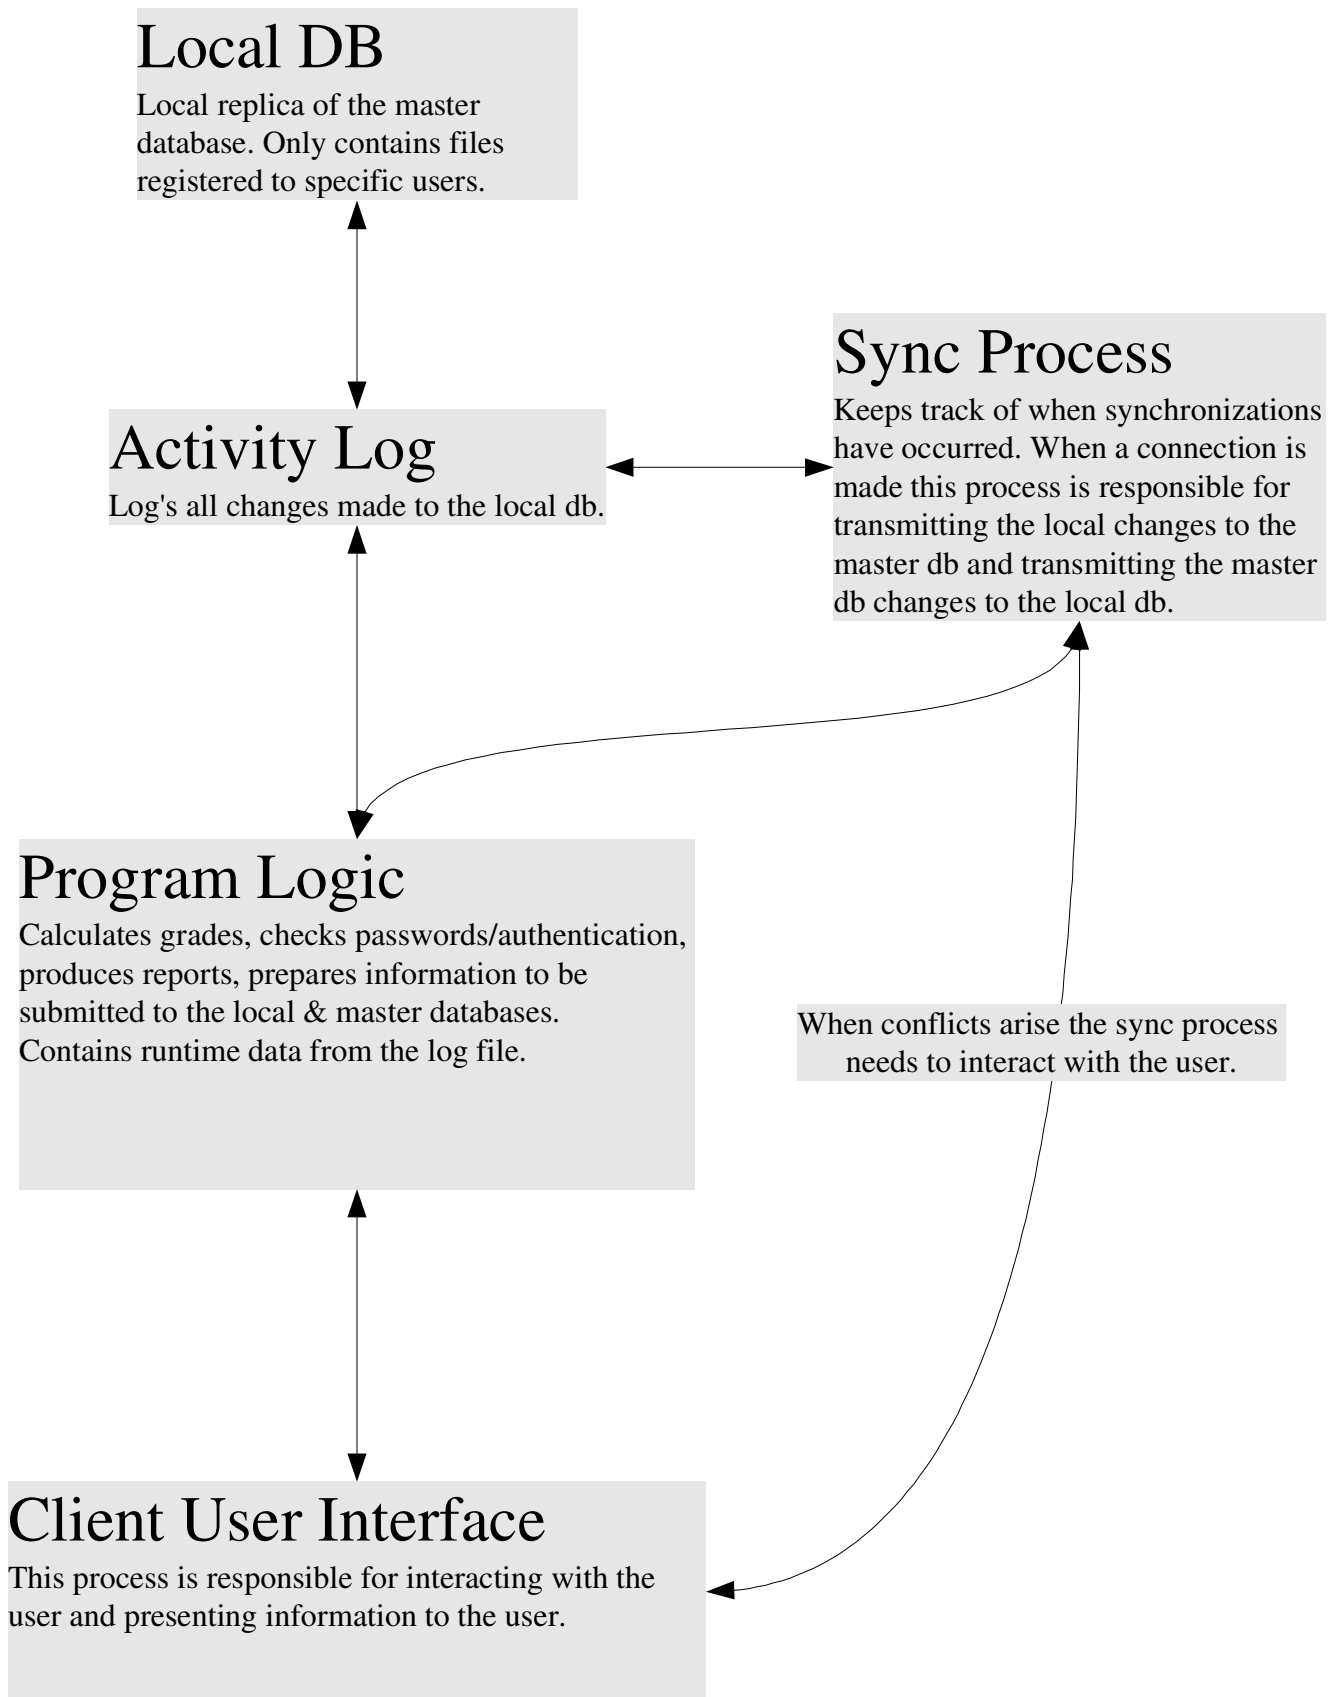 Local DB
Local replica of the master
database. Only contains files
registered to specific users.
Sync Process
Keeps track of when synchronizations
have occurred. When a connection is
made this process is responsible for
transmitting the local changes to the
master db and transmitting the master
db changes to the local db.
Activity Log
Log's all changes made to the local db.
Program Logic
Calculates grades, checks passwords/authentication,
produces reports, prepares information to be
submitted to the local & master databases.
Contains runtime data from the log file.
When conflicts arise the sync process
needs to interact with the user.
Client User Interface
This process is responsible for interacting with the
user and presenting information to the user.